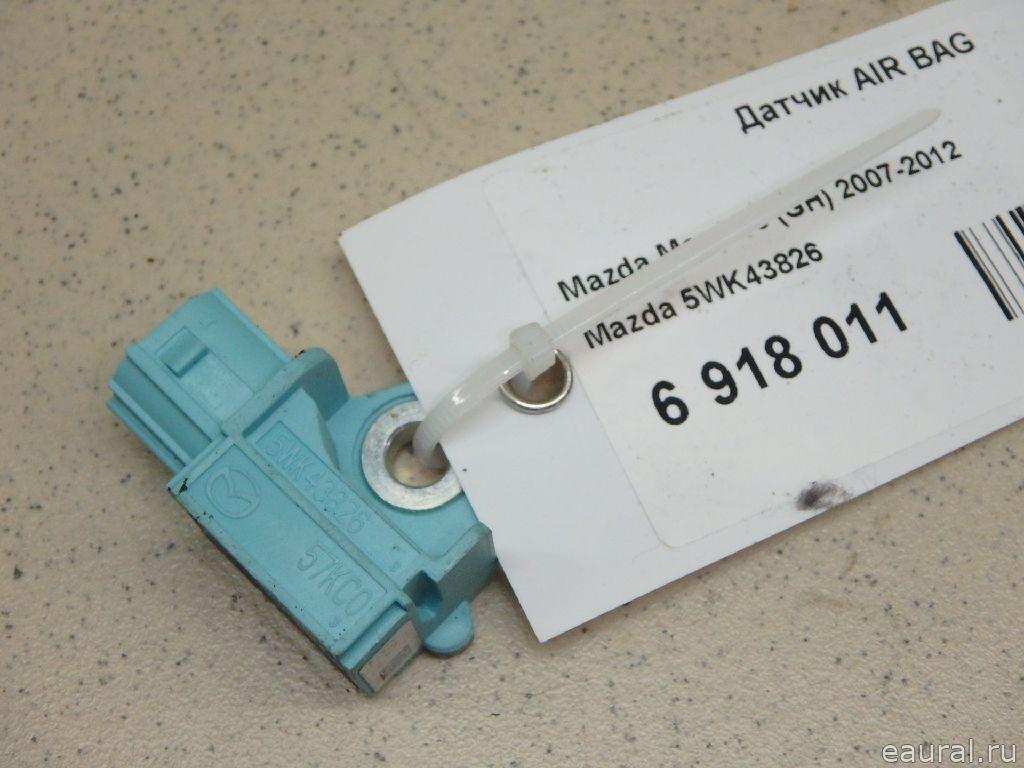 Датчик AIR BAG
Mazda (GH) 2007-2012
Mazda 5WK43826
6 918 011
5WK43826
57KC0
eaural.ru